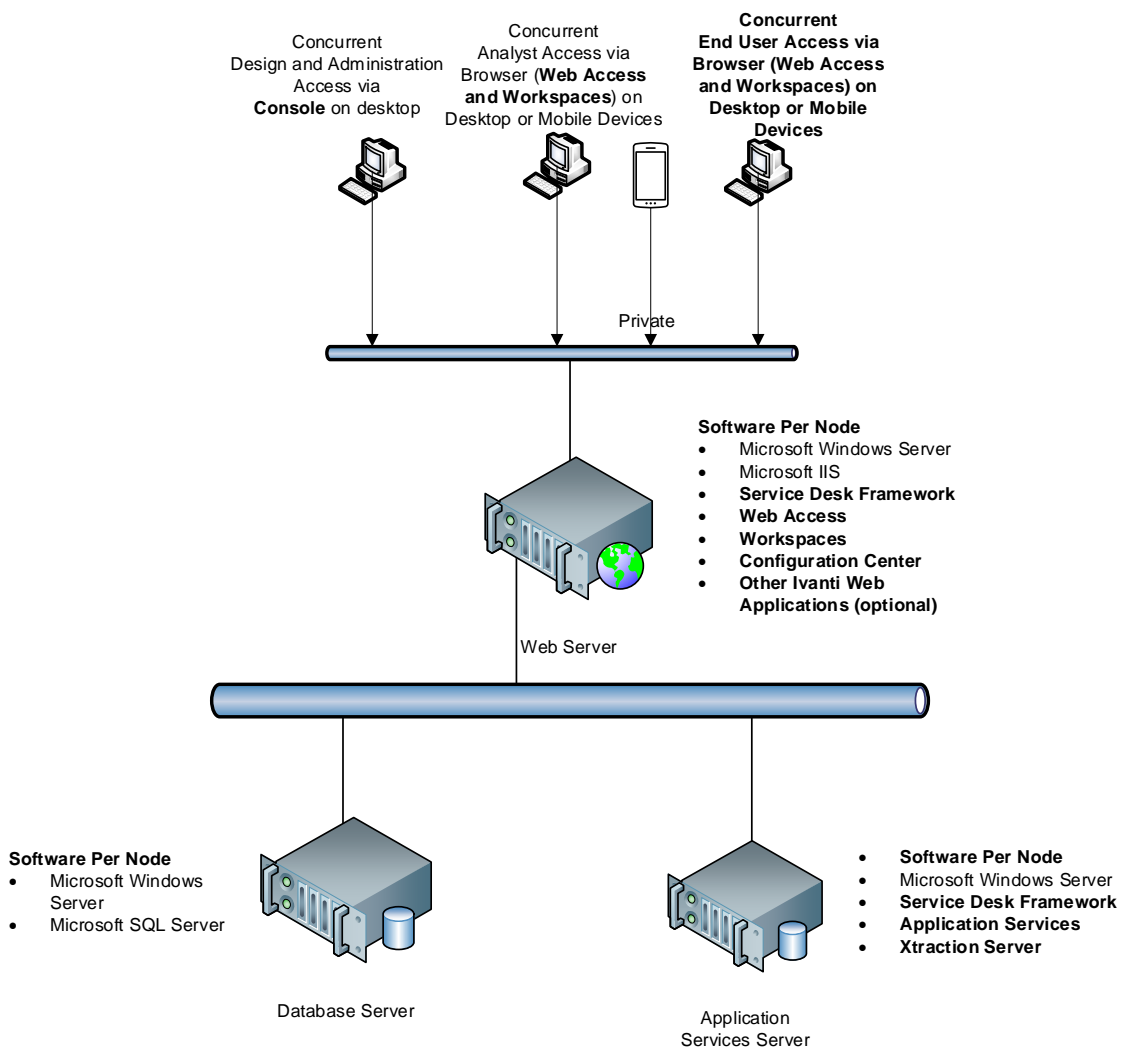 Concurrent
Design and Administration
Access via
Console on desktop
Concurrent
Analyst Access via
Browser (Web Access
and Workspaces) on
Desktop or Mobile Devices
Concurrent
End User Access via
Browser (Web Access
and Workspaces) on
Desktop or Mobile
Devices
Private
Software Per Node
• Microsoft Windows Server
• Microsoft IIS
• Service Desk Framework
• Web Access
• Workspaces
• Configuration Center
• Other Ivanti Web
Applications (optional)
Web Server
Software Per Node
• Microsoft Windows
Server
• Microsoft SQL Server
Database Server
• Software Per Node
• Microsoft Windows Server
• Service Desk Framework
• Application Services
• Xtraction Server
Application
Services Server